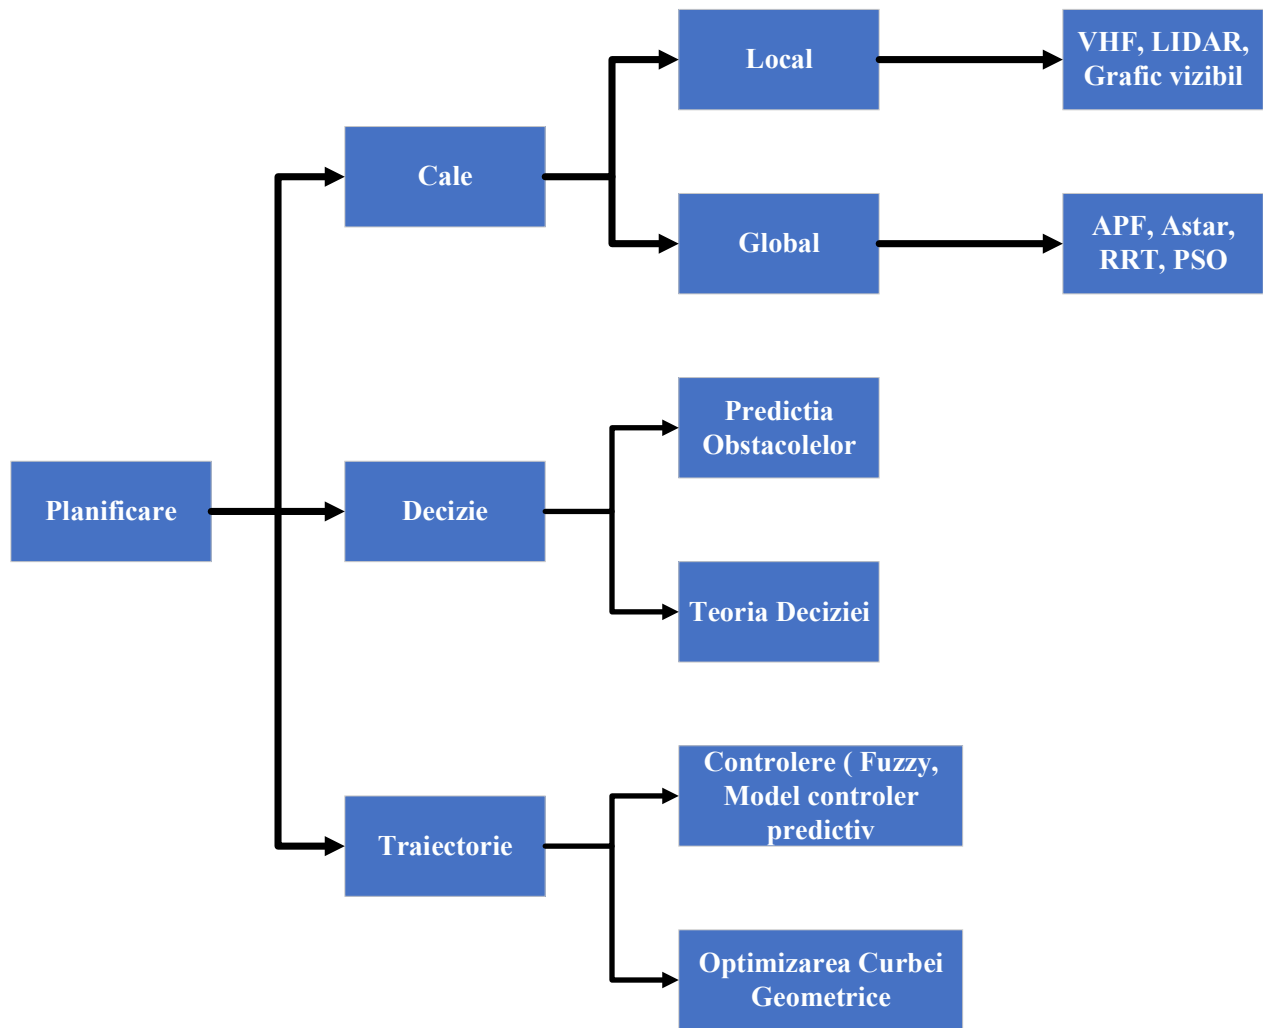 Planificare
Cale
Local
VHF, LIDAR,
Grafic vizibil
Global
APF, Astar,
RRT, PSO
Decizie
Predictia
Obstacolelor
Teoria Deciziei
Traiectorie
Controlere ( Fuzzy,
Model controler
predictiv
Optimizarea Curbei
Geometrice